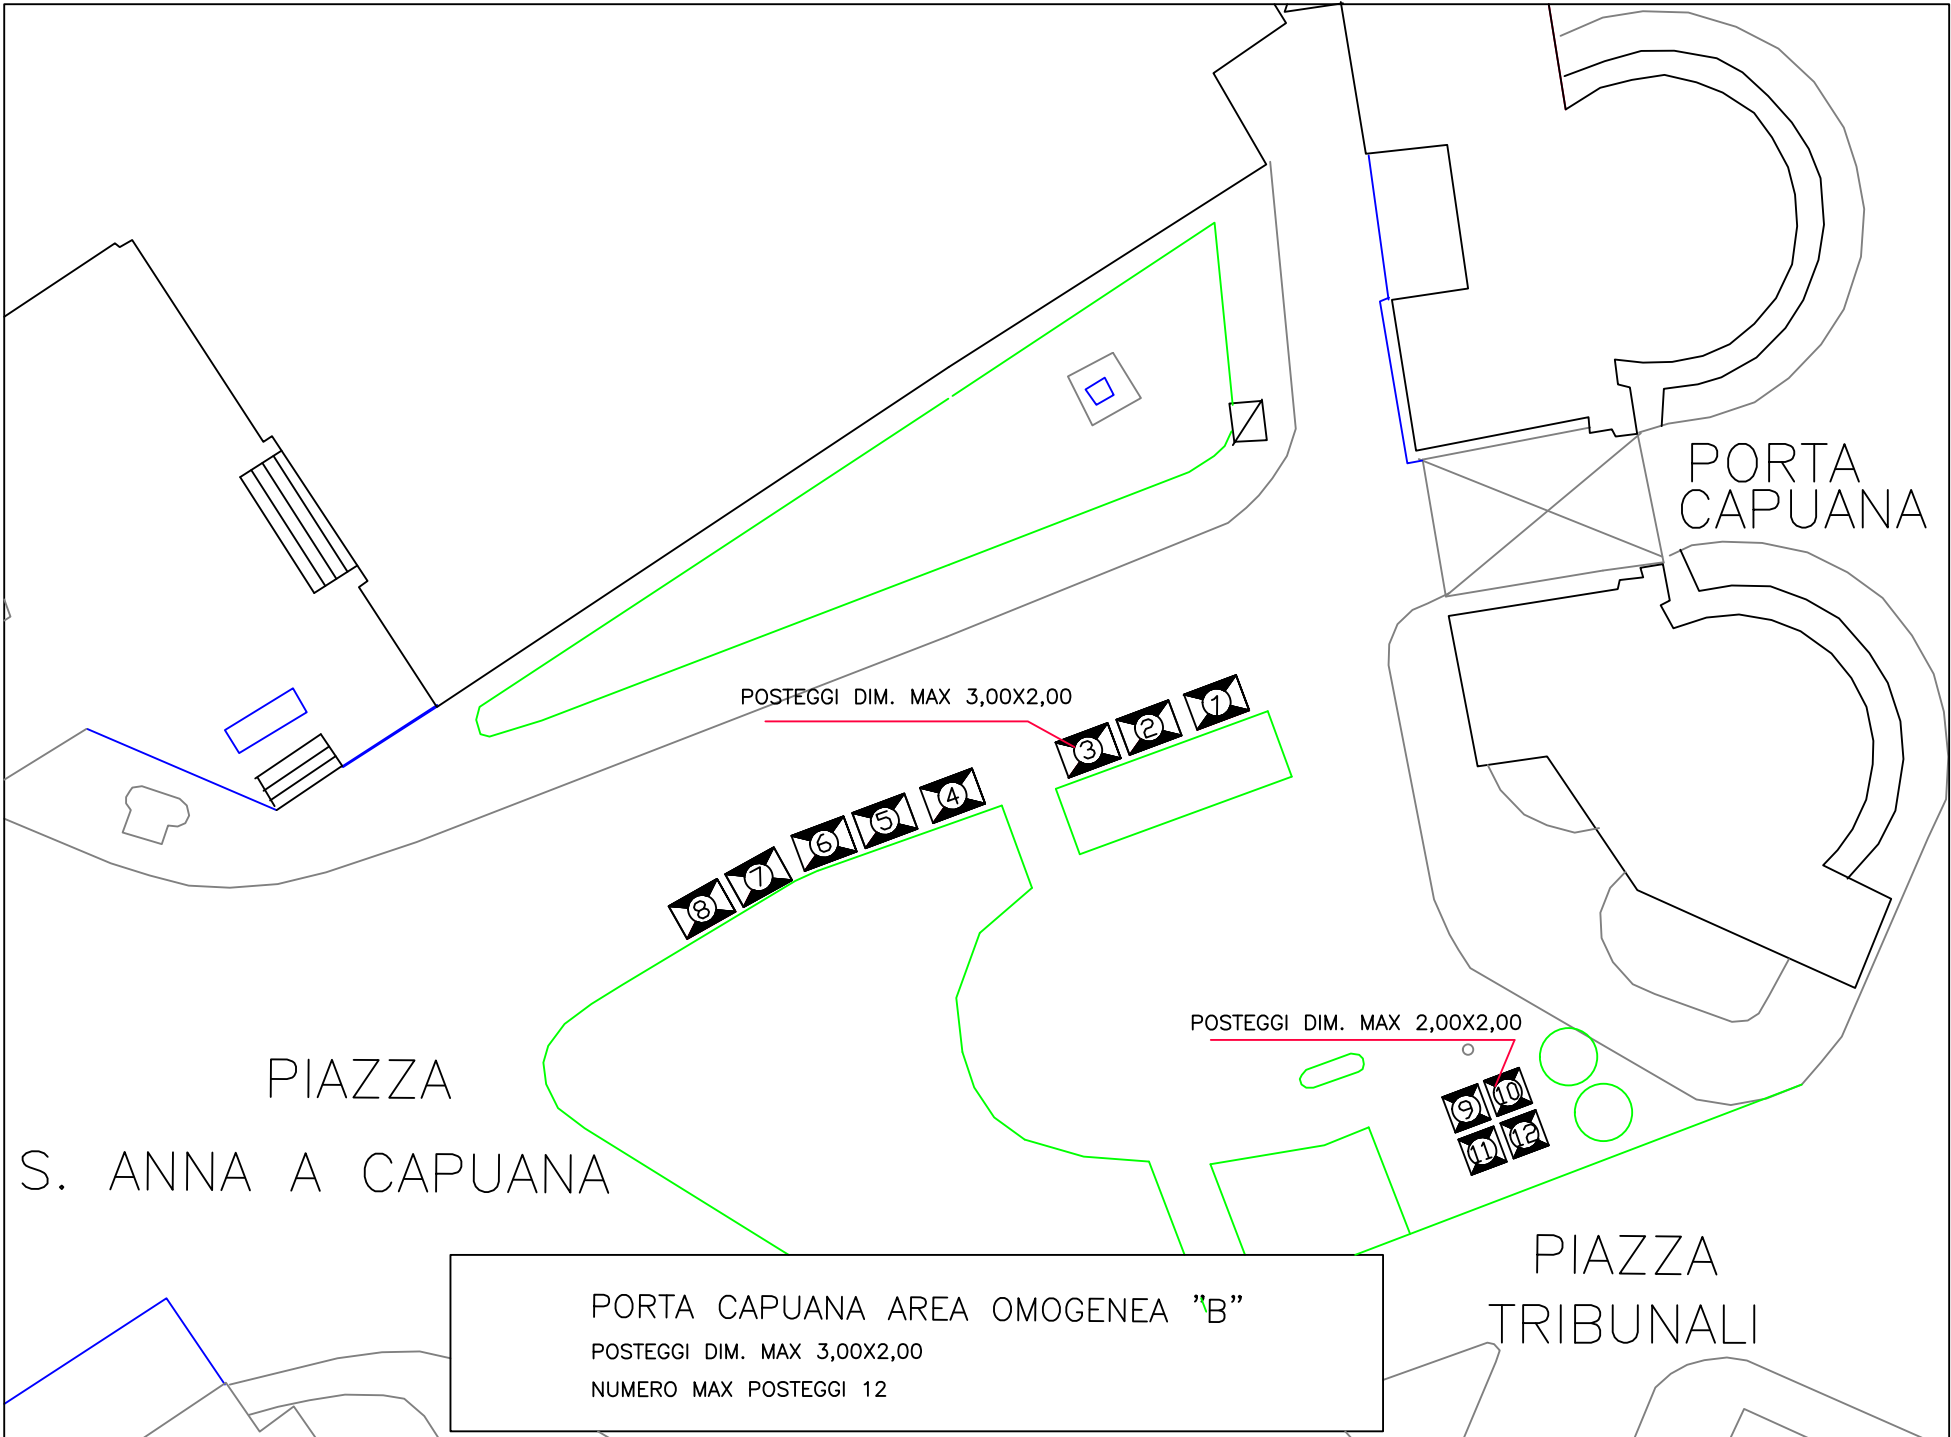 PORTA
CAPUANA
POSTEGGI DIM. MAX 3,00X2,00
1
2
3
4
5
6
7
8
POSTEGGI DIM. MAX 2,00X2,00
9
10
11
12
PIAZZA
S. ANNA A CAPUANA
PIAZZA
TRIBUNALI
PORTA CAPUANA AREA OMOGENEA "B"
POSTEGGI DIM. MAX 3,00X2,00
NUMERO MAX POSTEGGI 12